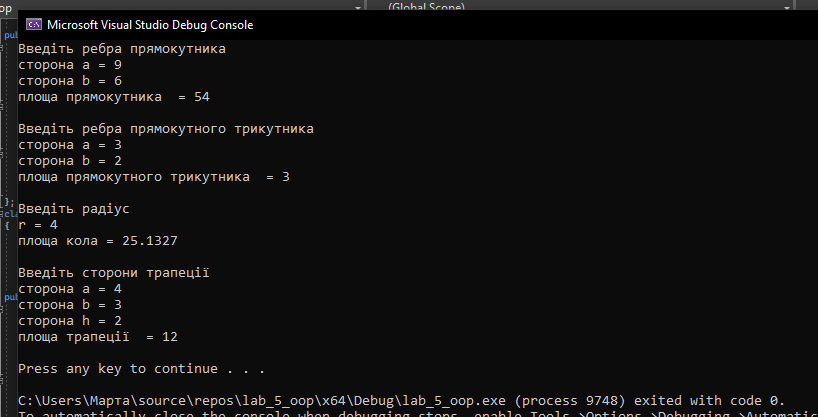 op
(Global Scope)
Microsoft Visual Studio Debug Console
Введіть ребра прямокутника
сторона a = 9
сторона b = 6
площа прямокутника  = 54
Введіть ребра прямокутного трикутника
сторона a = 3
сторона b = 2
площа прямокутного трикутника  = 3
Введіть радіус
r = 4
площа кола = 25.1327
Введіть сторони трапеції
сторона a = 4
сторона b = 3
сторона h = 2
площа трапеції  = 12
Press any key to continue . . .
C:\Users\Марта\source\repos\lab_5_oop\x64\Debug\lab_5_oop.exe (process 9748) exited with code 0.
To automatically close the console when debugging stops, enable Tools->Options->Debugging->Automatic